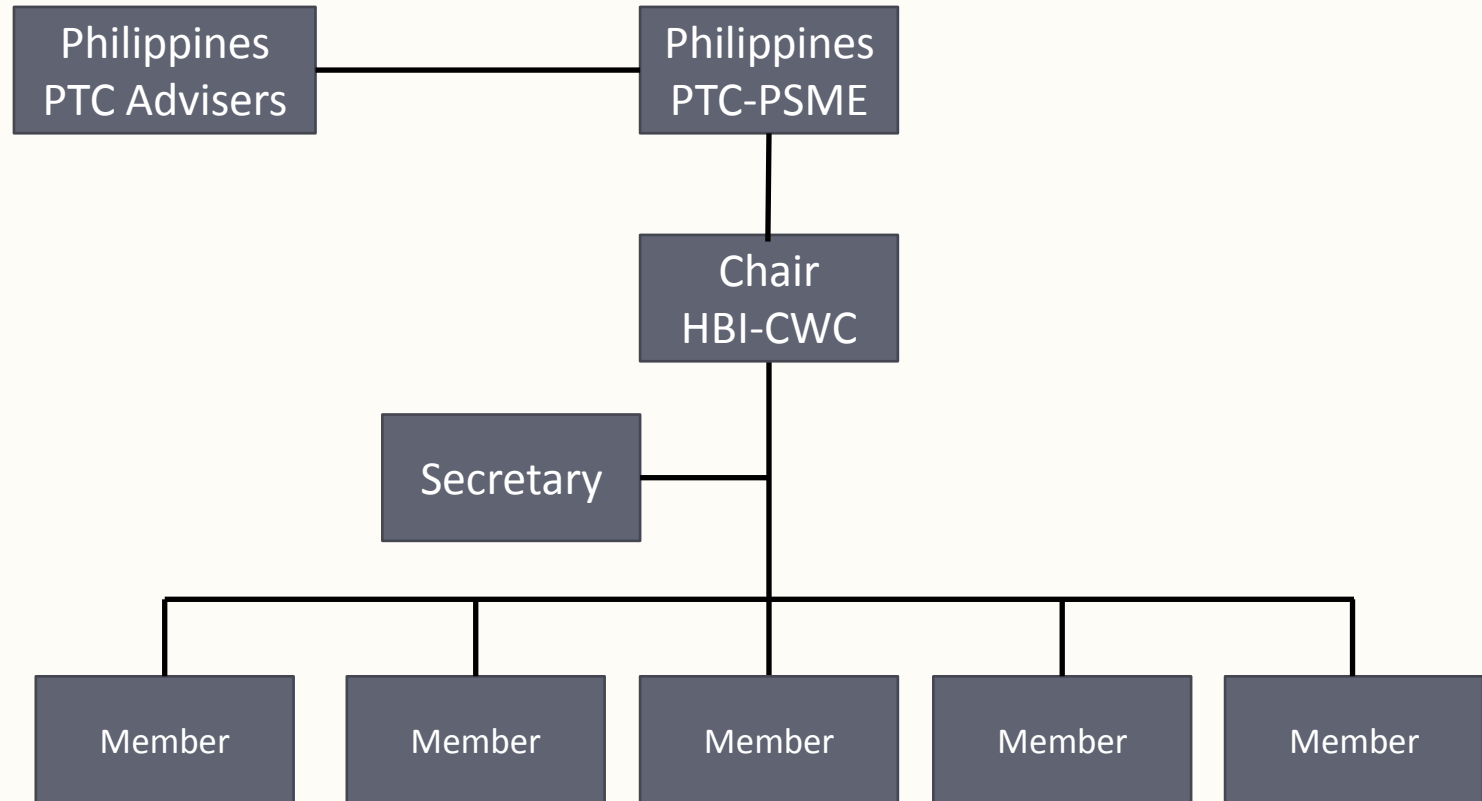 Philippines
PTC Advisers
Philippines
PTC-PSME
Chair
HBI-CWC
Secretary
Member
Member
Member
Member
Member